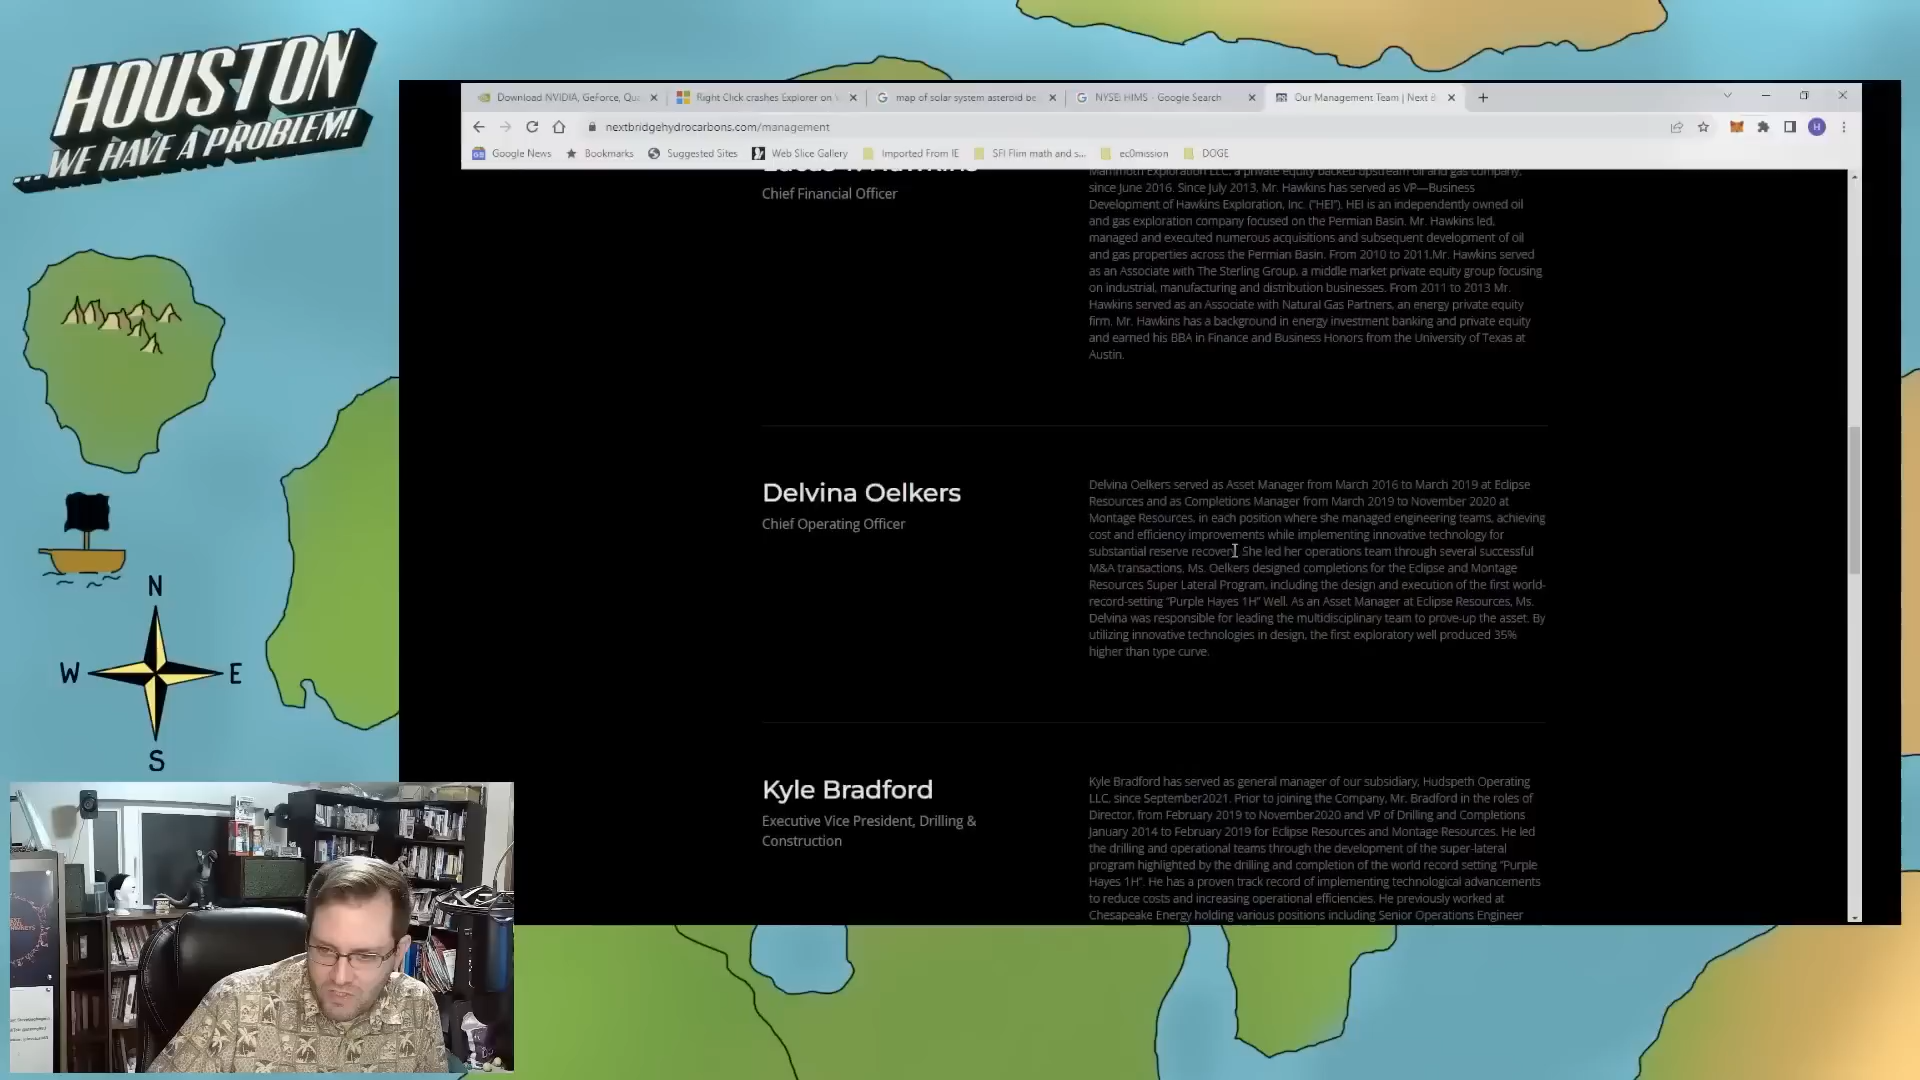 HOUSTON
...WE HAVE A PROBLEM!
Download NVIDIA, GeForce, Qu
Right Click crashes Explorer on
map of solar system asteroid be
NYSE: HIMS - Google Search
Our Management Team | Next
nextbridgehydrocarbons.com/management
H
Google News
Bookmarks
Suggested Sites
Web Slice Gallery
Imported From IE
SFI Flim math and s...
ec0mission
DOGE
Chief Financial Officer
Mammoth Exploration LLC, a private equity backed upstream oil and gas company,
since June 2016. Since July 2013, Mr. Hawkins has served as VP—Business
Development of Hawkins Exploration, Inc. ("HEI"). HEI is an independently owned oil
and gas exploration company focused on the Permian Basin. Mr. Hawkins led,
managed and executed numerous acquisitions and subsequent development of oil
and gas properties across the Permian Basin. From 2010 to 2011,Mr. Hawkins served
as an Associate with The Sterling Group, a middle market private equity group focusing
on industrial, manufacturing and distribution businesses. From 2011 to 2013 Mr.
Hawkins served as an Associate with Natural Gas Partners, an energy private equity
firm. Mr. Hawkins has a background in energy investment banking and private equity
and earned his BBA in Finance and Business Honors from the University of Texas at
Austin.
Delvina Oelkers
Chief Operating Officer
Delvina Oelkers served as Asset Manager from March 2016 to March 2019 at Eclipse
Resources and as Completions Manager from March 2019 to November 2020 at
Montage Resources, in each position where she managed engineering teams, achieving
cost and efficiency improvements while implementing innovative technology for
substantial reserve recovery. She led her operations team through several successful
M&A transactions. Ms. Oelkers designed completions for the Eclipse and Montage
Resources Super Lateral Program, including the design and execution of the first world-
record-setting “Purple Hayes 1H” Well. As an Asset Manager at Eclipse Resources, Ms.
Delvina was responsible for leading the multidisciplinary team to prove-up the asset. By
utilizing innovative technologies in design, the first exploratory well produced 35%
higher than type curve.
Kyle Bradford
Executive Vice President, Drilling &
Construction
Kyle Bradford has served as general manager of our subsidiary, Hudspeth Operating
LLC, since September2021. Prior to joining the Company, Mr. Bradford in the roles of
Director, from February 2019 to November2020 and VP of Drilling and Completions
January 2014 to February 2019 for Eclipse Resources and Montage Resources. He led
the drilling and operational teams through the development of the super-lateral
program highlighted by the drilling and completion of the world record setting “Purple
Hayes 1H”. He has a proven track record of implementing technological advancements
to reduce costs and increasing operational efficiencies. He previously worked at
Chesapeake Energy holding various positions including Senior Operations Engineer
N
W
E
S